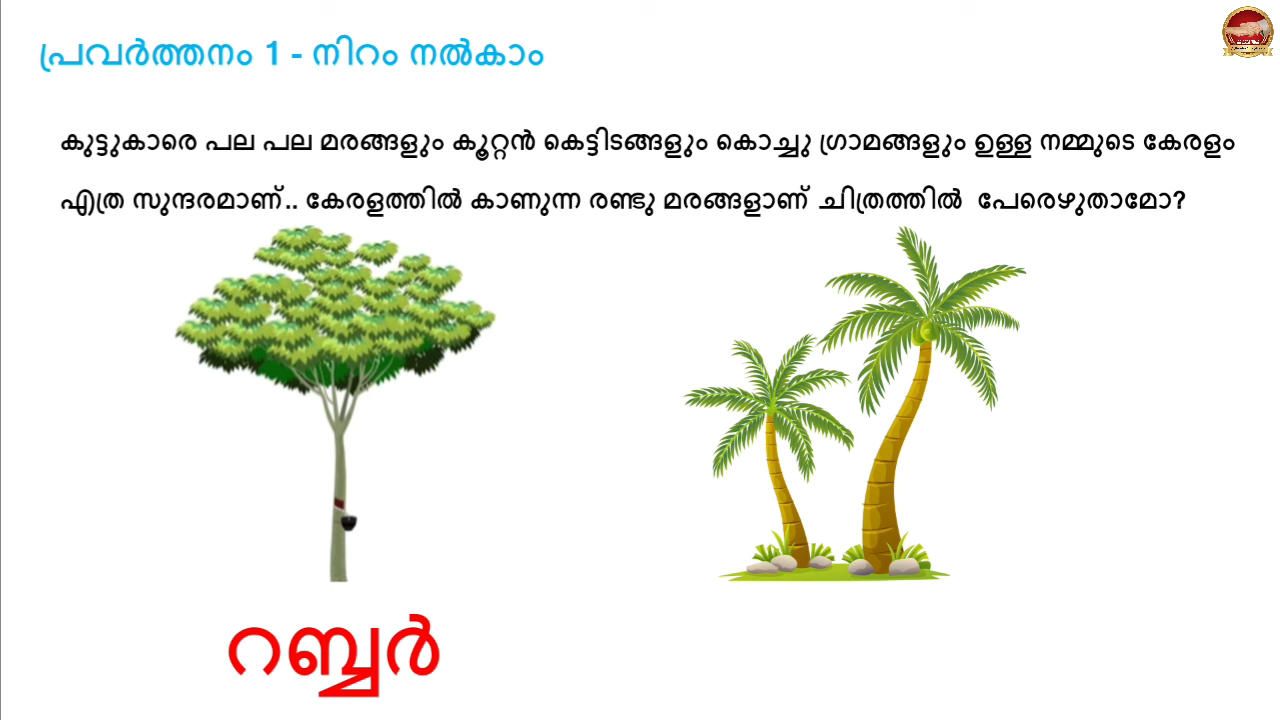 പ്രവർത്തനം 1 - നിറം നൽകാം
കുട്ടുകാരെ പല പല മരങ്ങളും കൂറ്റൻ കെട്ടിടങ്ങളും കൊച്ചു ഗ്രാമങ്ങളും ഉള്ള നമ്മുടെ കേരളം
എത്ര സുന്ദരമാണ്.. കേരളത്തിൽ കാണുന്ന രണ്ടു മരങ്ങളാണ് ചിത്രത്തിൽ പേരെഴുതാമോ?
റബ്ബർ